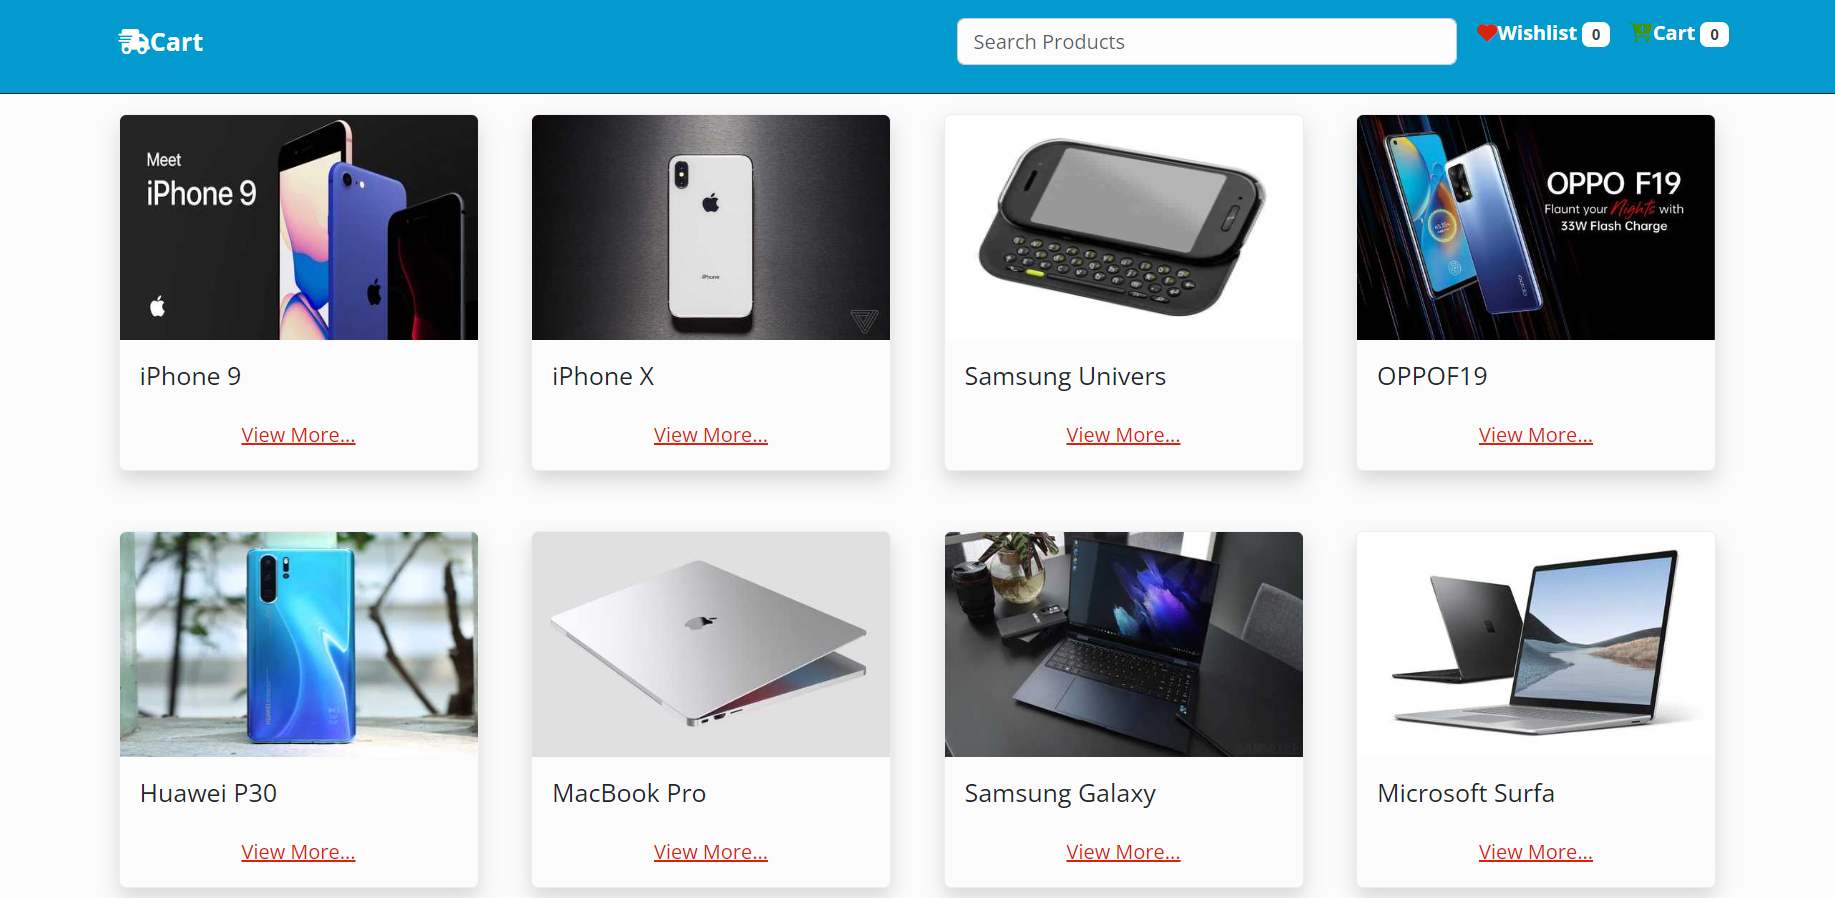 Cart
Search Products
Wishlist 0
Cart 0
Meet
iPhone 9
iPhone
OPPO F19
Flaunt your Nights with
33W Flash Charge
iPhone 9
iPhone X
Samsung Univers
OPPOF19
View More...
View More...
View More...
View More...
HUAWEI
Huawei P30
MacBook Pro
Samsung Galaxy
Microsoft Surfa
View More...
View More...
View More...
View More...